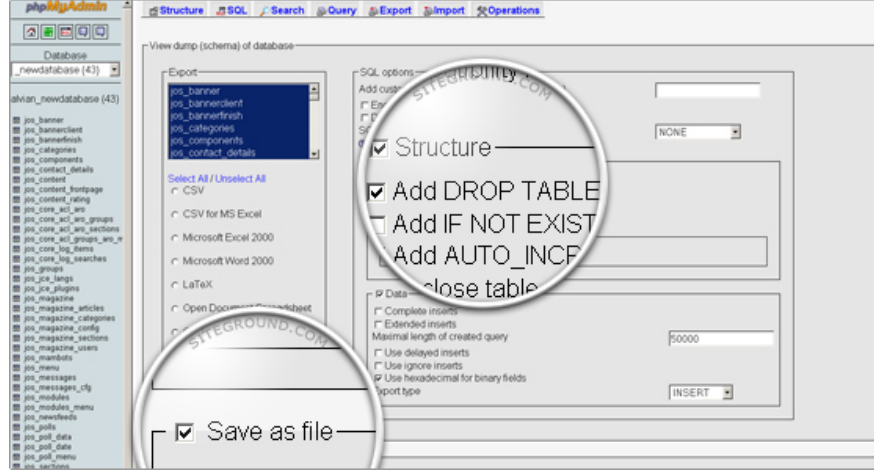 phpMyAdmin
Structure SQL Search Query Export Import Operations
Database
_newdatabase (43)
alvian_newdatabase (43)
jos_banner
jos_bannerclient
jos_bannerfinish
jos_categories
jos_components
jos_contact_details
jos_content
jos_content_frontpage
jos_content_rating
jos_core_acl_aro
jos_core_acl_aro_groups
jos_core_acl_aro_sections
jos_core_acl_groups_aro_m
jos_core_log_items
jos_core_log_searches
jos_groups
jos_jce_langs
jos_jce_plugins
jos_magazine
jos_magazine_articles
jos_magazine_categories
jos_magazine_config
jos_magazine_sections
jos_magazine_users
jos_mambots
jos_menu
jos_messages
jos_messages_cfg
jos_modules
jos_modules_menu
jos_newsfeeds
jos_polls
jos_poll_data
jos_poll_date
jos_poll_menu
jos_sections
View dump (schema) of database
Export
jos_banner
jos_bannerclient
jos_bannerfinish
jos_categories
jos_components
jos_contact_details
Select All / Unselect All
CSV
CSV for MS Excel
Microsoft Excel 2000
Microsoft Word 2000
LaTeX
Open Document Spreadsheet
SITEGROUND.COM
Save as file
SQL options
Add
NONE
SITEGROUND.COM
Structure
Add DROP TABLE
Add IF NOT EXIST
Add AUTO_INCR
close table
Data
Complete inserts
Extended inserts
Maximal length of created query
50000
Use delayed inserts
Use ignore inserts
Use hexadecimal for binary fields
Export type
INSERT